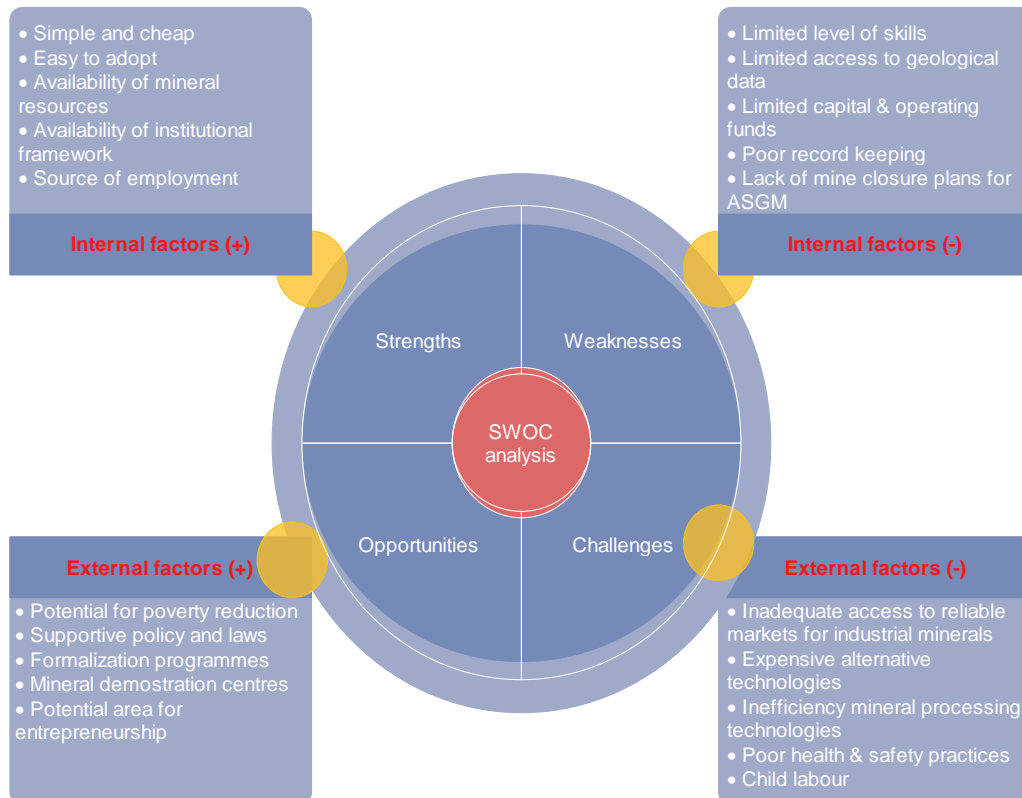 • Simple and cheap
• Easy to adopt
• Availability of mineral
resources
• Availability of institutional
framework
• Source of employment
Internal factors (+)
• Limited level of skills
• Limited access to geological
data
• Limited capital & operating
funds
• Poor record keeping
• Lack of mine closure plans for
ASGM
Internal factors (-)
Strengths
Weaknesses
SWOC
analysis
Opportunities
Challenges
External factors (+)
• Potential for poverty reduction
• Supportive policy and laws
• Formalization programmes
• Mineral demostration centres
• Potential area for
entrepreneurship
External factors (-)
• Inadequate access to reliable
markets for industrial minerals
• Expensive alternative
technologies
• Inefficiency mineral processing
technologies
• Poor health & safety practices
• Child labour